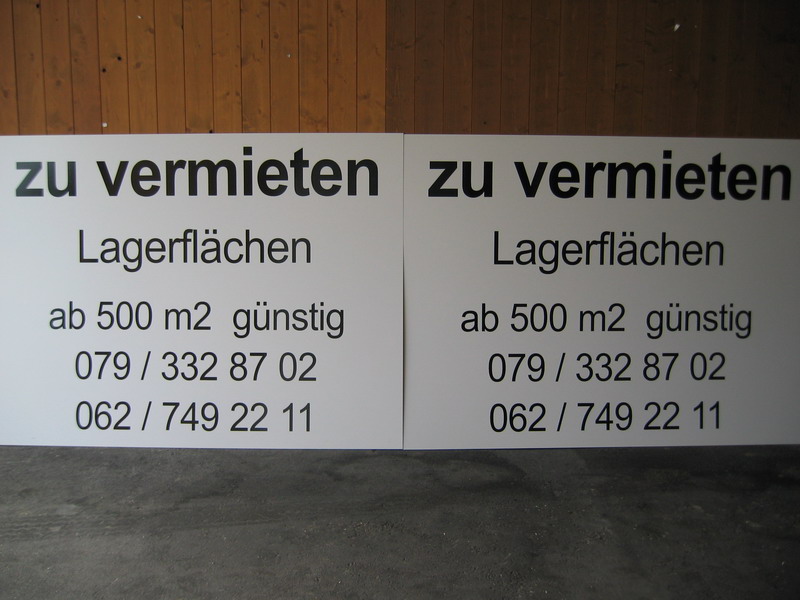 zu vermieten
Lagerflächen
ab 500 m2 günstig
079 / 332 87 02
062 / 749 22 11
zu vermieten
Lagerflächen
ab 500 m2 günstig
079 / 332 87 02
062 / 749 22 11